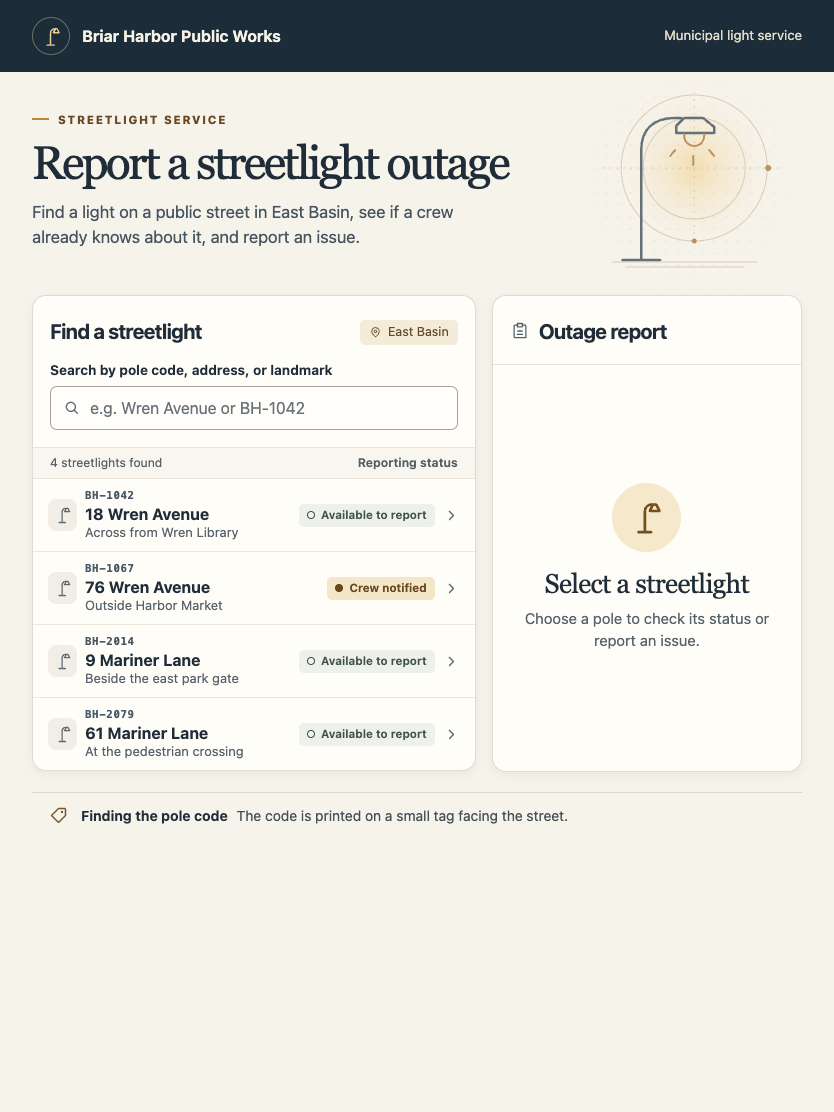 Briar Harbor Public Works
Municipal light service
STREETLIGHT SERVICE
Report a streetlight outage
Find a light on a public street in East Basin, see if a crew
already knows about it, and report an issue.
Find a streetlight
East Basin
Search by pole code, address, or landmark
e.g. Wren Avenue or BH-1042
4 streetlights found
Reporting status
BH-1042
18 Wren Avenue
Across from Wren Library
Available to report
BH-1067
76 Wren Avenue
Outside Harbor Market
Crew notified
BH-2014
9 Mariner Lane
Beside the east park gate
Available to report
BH-2079
61 Mariner Lane
At the pedestrian crossing
Available to report
Outage report
Select a streetlight
Choose a pole to check its status or
report an issue.
Finding the pole code The code is printed on a small tag facing the street.